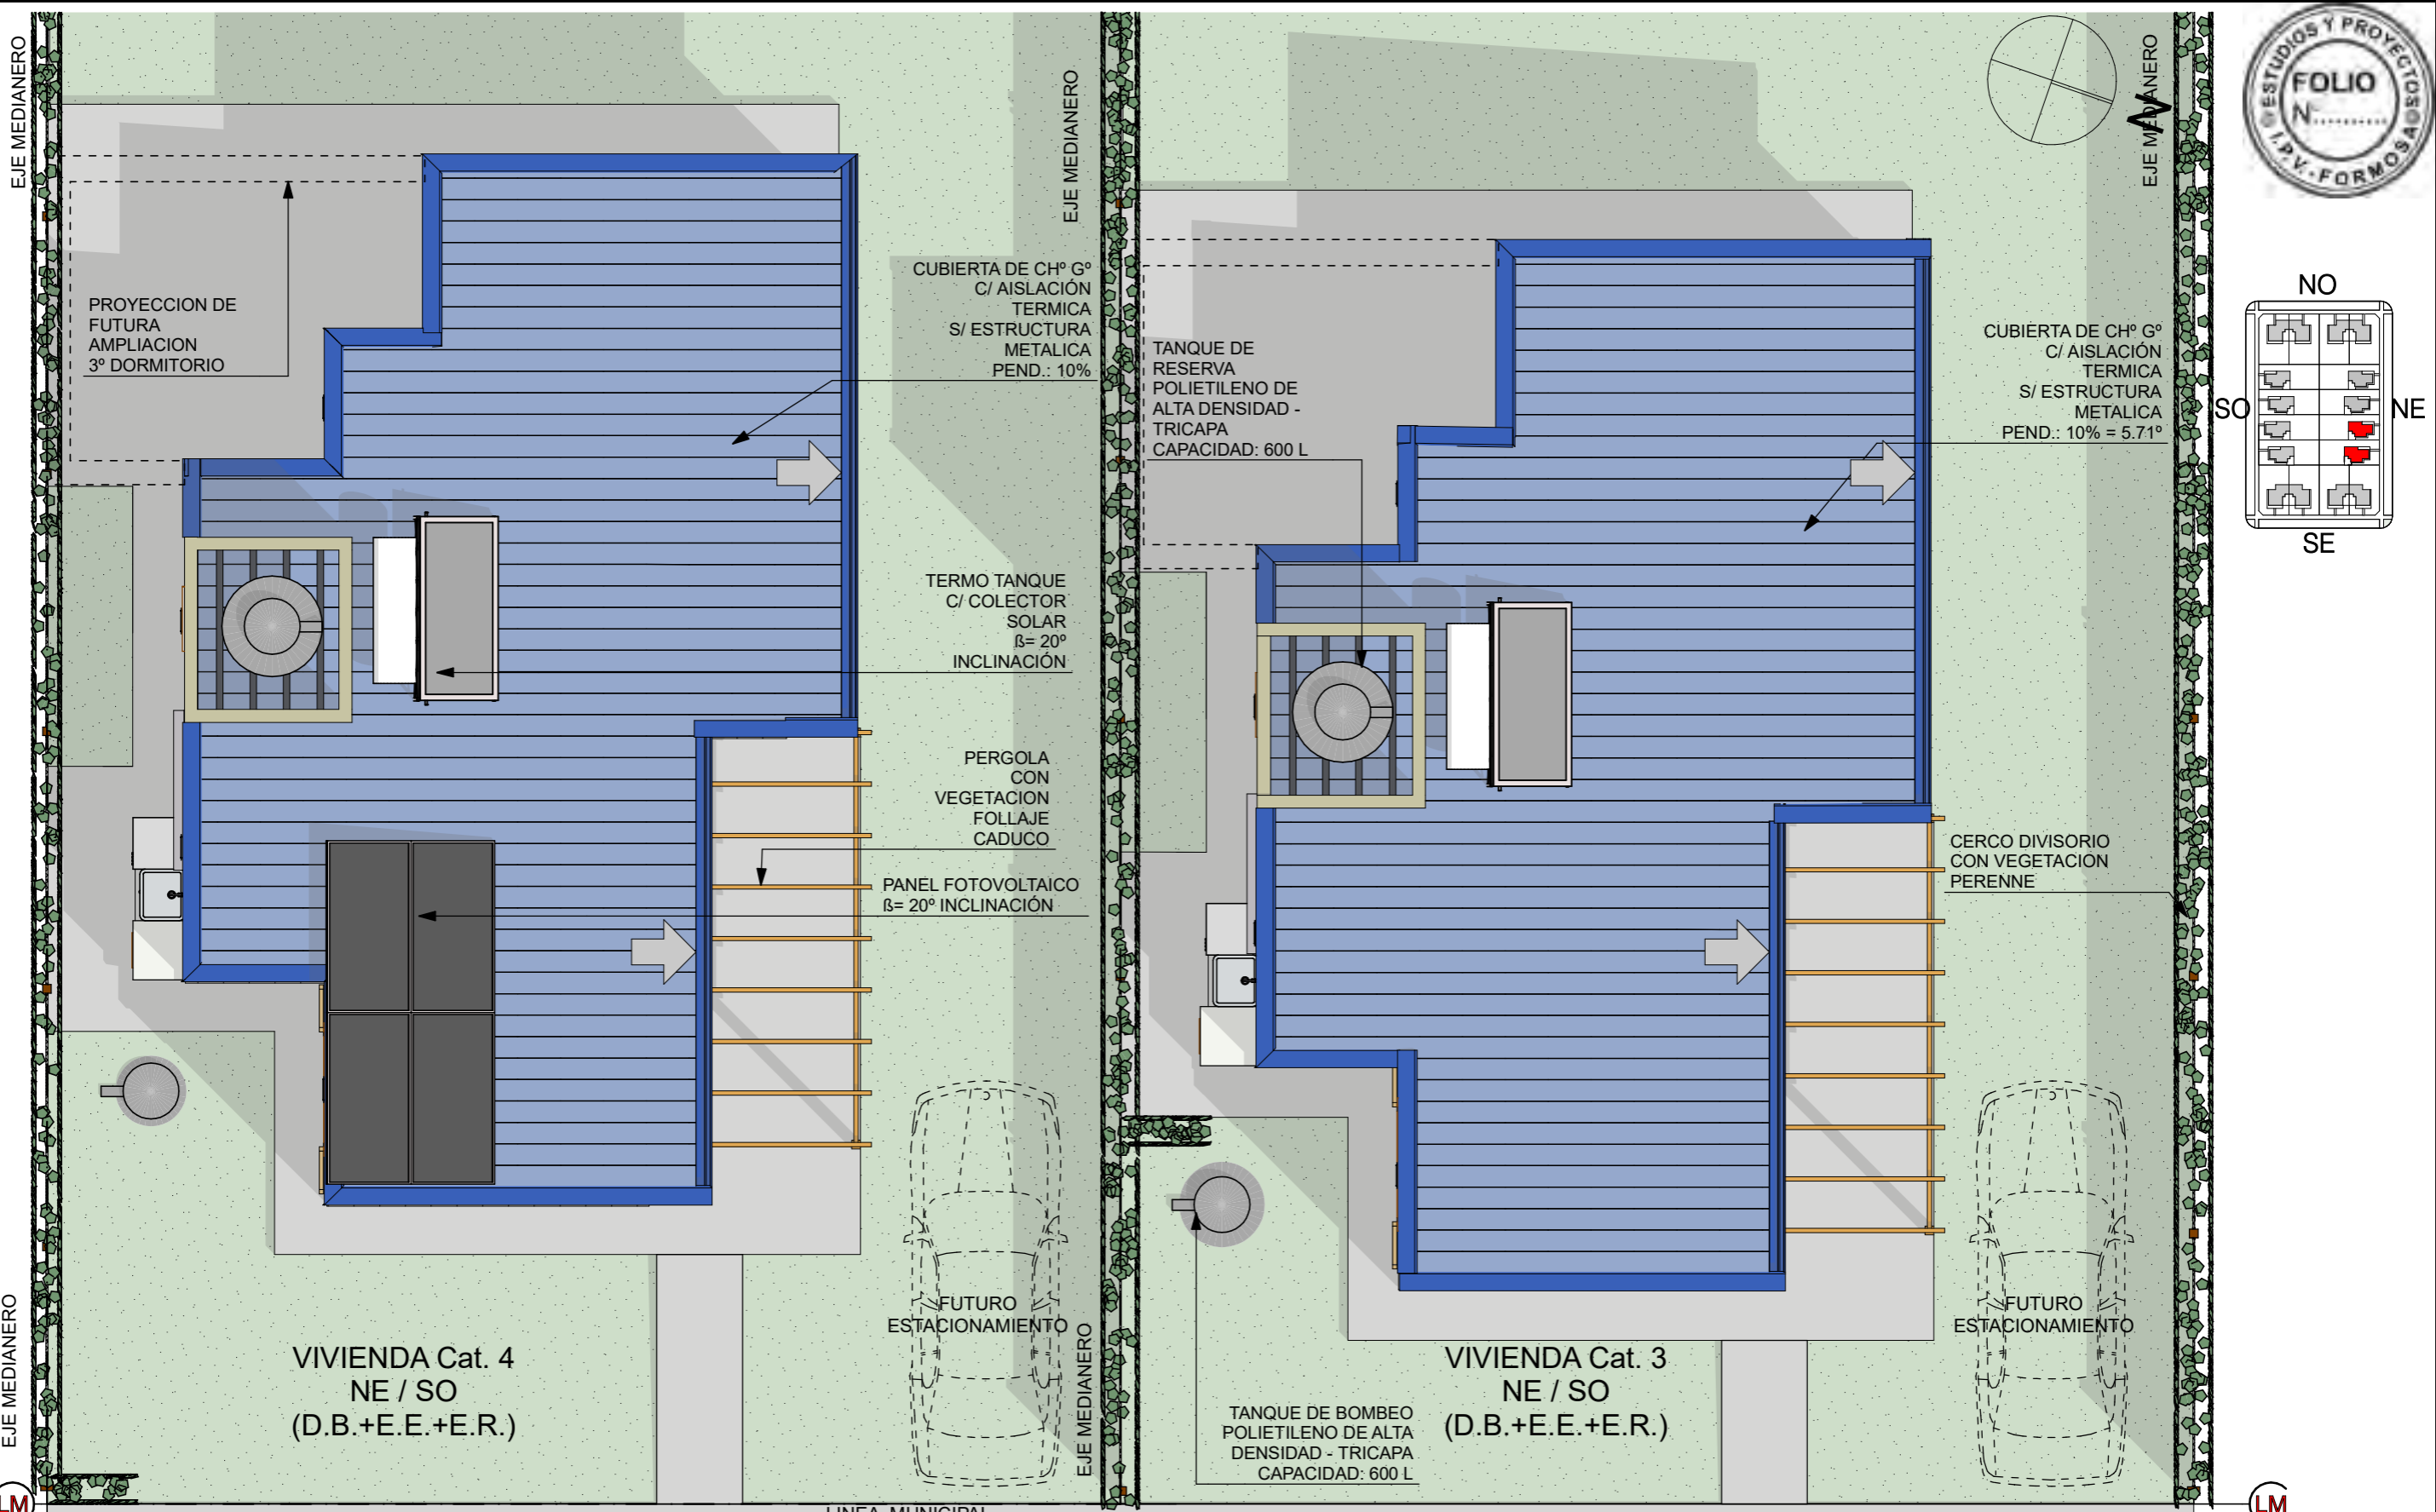 EJE MEDIANERO
EJE MEDIANERO
EJE MEDIANERO
ESTUDIOS Y PROYECTOS
FOLIO
N°..........
I.P.V. - FORMOSA
PROYECCION DE
FUTURA
AMPLIACION
3º DORMITORIO
CUBIERTA DE CHº Gº
C/ AISLACIÓN
TERMICA
S/ ESTRUCTURA
METALICA
PEND.: 10%
TANQUE DE
RESERVA
POLIETILENO DE
ALTA DENSIDAD -
TRICAPA
CAPACIDAD: 600 L
CUBIERTA DE CHº Gº
C/ AISLACIÓN
TERMICA
S/ ESTRUCTURA
METALICA
PEND.: 10% = 5.71º
NO
SO
NE
SE
TERMO TANQUE
C/ COLECTOR
SOLAR
ß= 20º
INCLINACIÓN
PERGOLA
CON
VEGETACION
FOLLAJE
CADUCO
PANEL FOTOVOLTAICO
ß= 20º INCLINACIÓN
CERCO DIVISORIO
CON VEGETACION
PERENNE
EJE MEDIANERO
FUTURO
ESTACIONAMIENTO
EJE MEDIANERO
FUTURO
ESTACIONAMIENTO
VIVIENDA Cat. 4
NE / SO
(D.B.+E.E.+E.R.)
VIVIENDA Cat. 3
NE / SO
(D.B.+E.E.+E.R.)
TANQUE DE BOMBEO
POLIETILENO DE ALTA
DENSIDAD - TRICAPA
CAPACIDAD: 600 L
LM
LINEA MUNICIPAL
LM